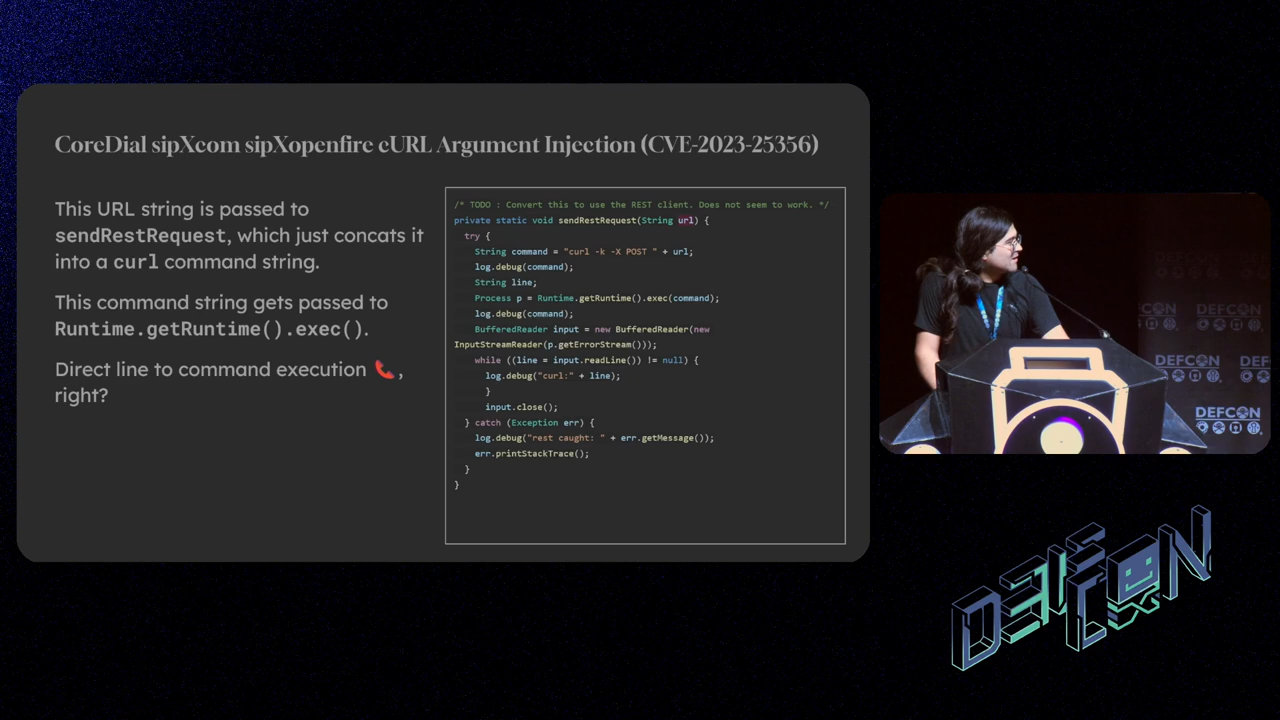 CoreDial sipXcom sipXopenfire cURL Argument Injection (CVE-2023-25356)
This URL string is passed to
sendRestRequest, which just concats it
into a curl command string.
This command string gets passed to
Runtime.getRuntime().exec().
Direct line to command execution 📞,
right?
/* TODO : Convert this to use the REST client. Does not seem to work. */
private static void sendRestRequest(String url) {
try {
String command = "curl -k -X POST " + url;
log.debug(command);
String line;
Process p = Runtime.getRuntime().exec(command);
log.debug(command);
BufferedReader input = new BufferedReader(new
InputStreamReader(p.getErrorStream()));
while ((line = input.readLine()) != null) {
log.debug("curl:" + line);
}
input.close();
} catch (Exception err) {
log.debug("rest caught: " + err.getMessage());
err.printStackTrace();
}
}
DEFCON
DEFCON
DEFCON
DEFCON